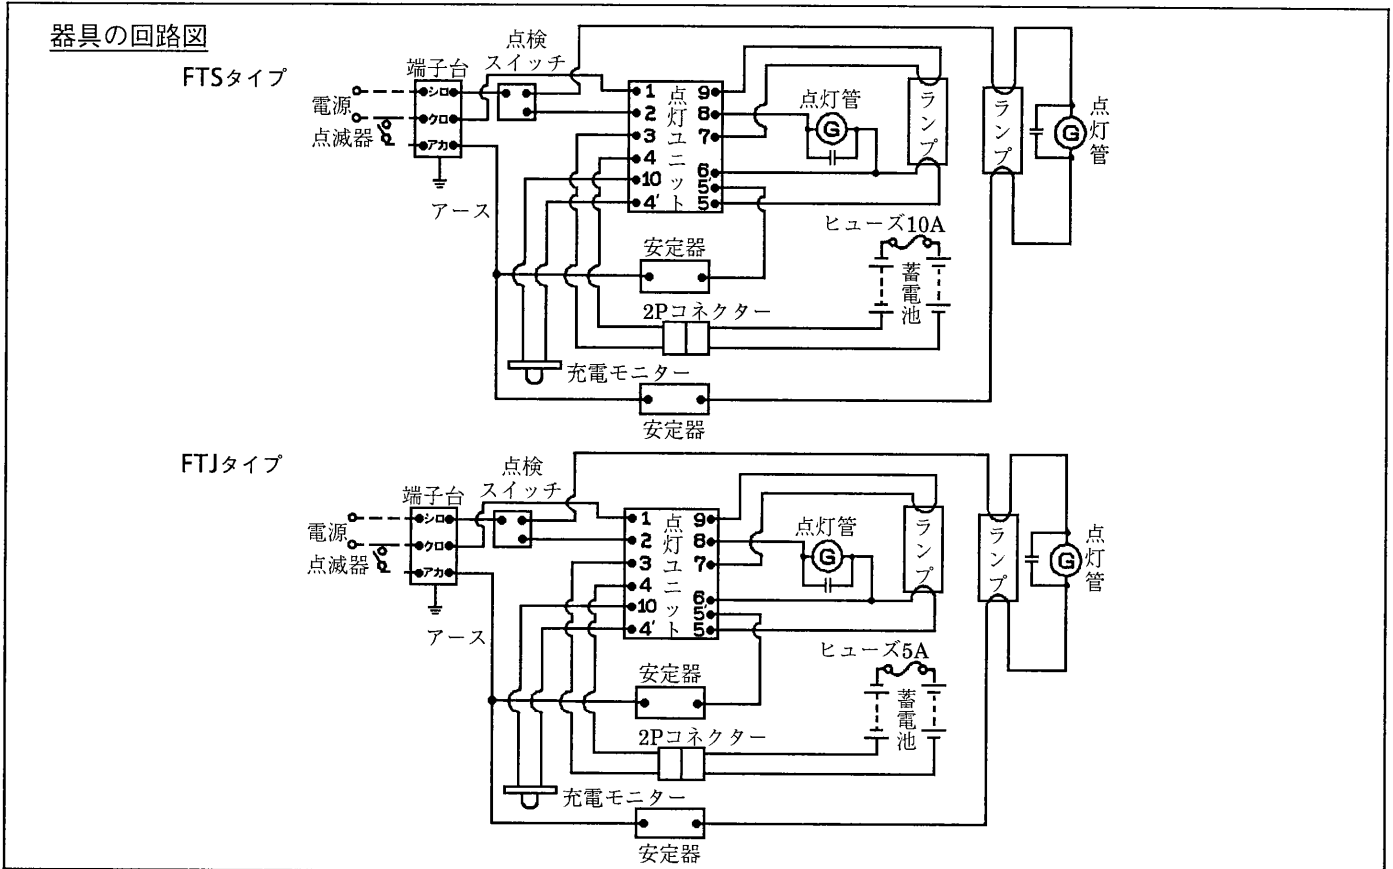 器具の回路図
FTSタイプ
電源
点滅器
端子台
シロ
クロ
アカ
アース
点検
スイッチ
1
2
3
4
10
4'
点灯ユニット
9
8
7
6
5'
5
点灯管
G
ランプ
ランプ
G
点灯管
ヒューズ10A
蓄電池
安定器
2Pコネクター
充電モニター
安定器
FTJタイプ
電源
点滅器
端子台
シロ
クロ
アカ
アース
点検
スイッチ
1
2
3
4
10
4'
点灯ユニット
9
8
7
6
5'
5
点灯管
G
ランプ
ランプ
G
点灯管
ヒューズ5A
蓄電池
安定器
2Pコネクター
充電モニター
安定器